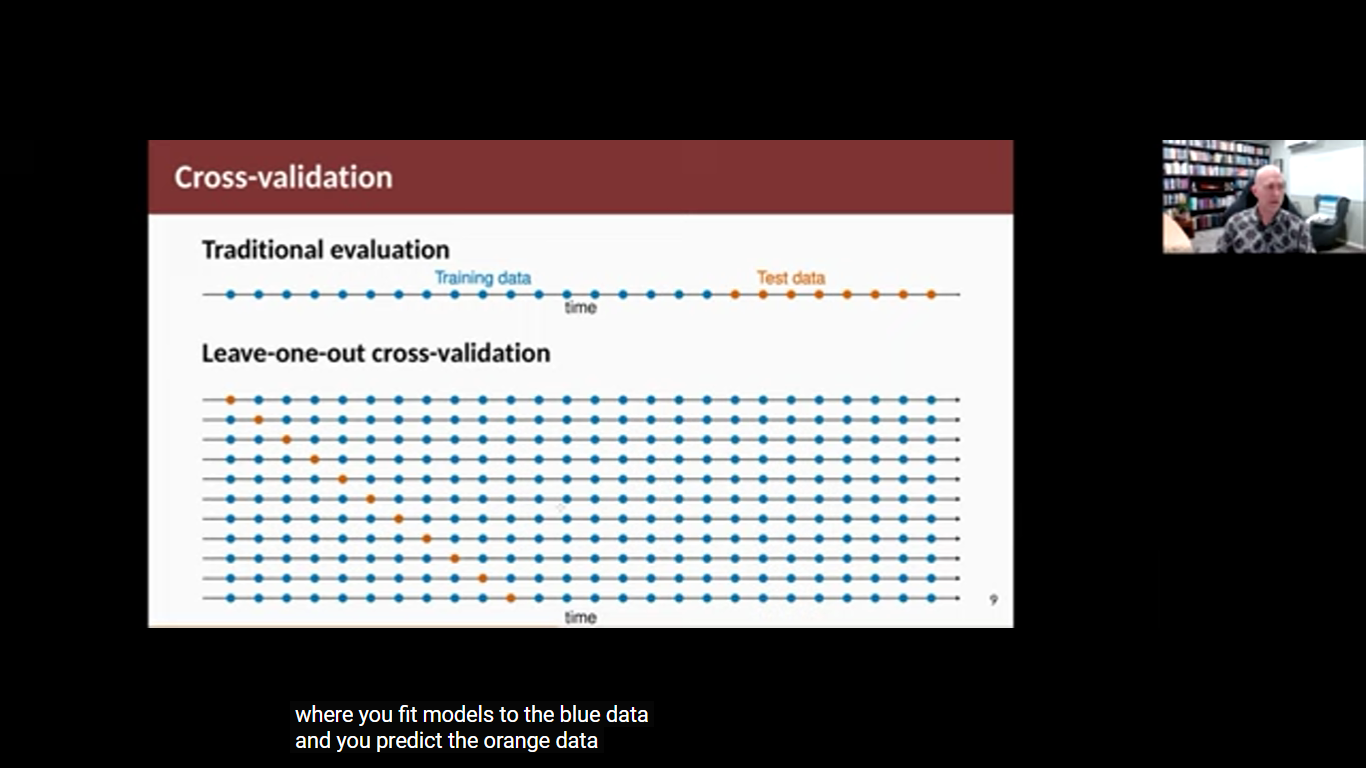 Cross-validation
Traditional evaluation
Training data
Test data
time
Leave-one-out cross-validation
time
9
where you fit models to the blue data
and you predict the orange data